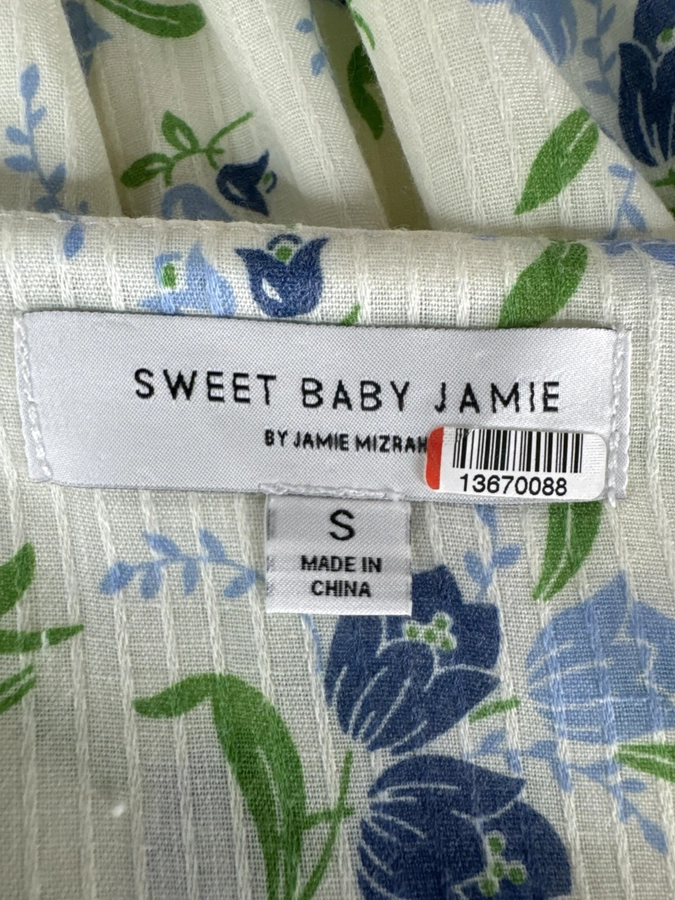 SWEET BABY JAMIE
BY JAMIE MIZRAH
13670088
S
MADE IN
CHINA